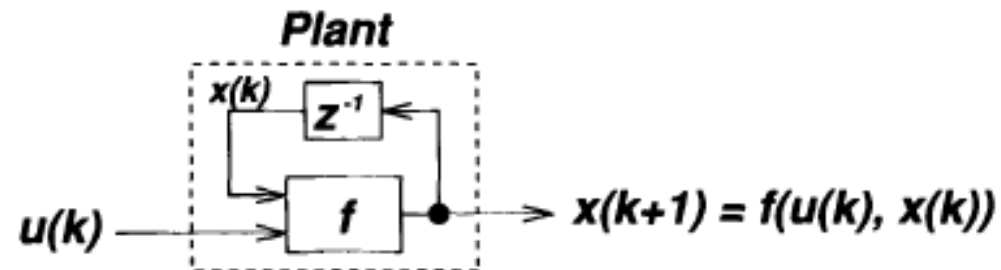 Plant
x(k)
z⁻¹
f
u(k)
x(k+1) = f(u(k), x(k))